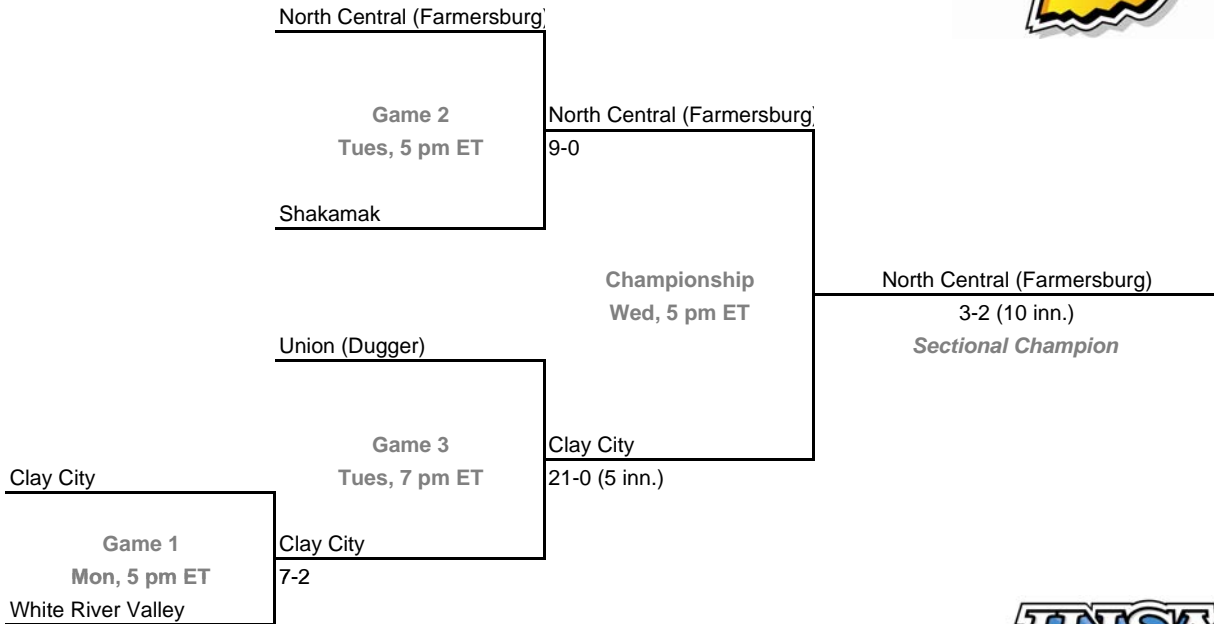 North Central (Farmersburg)
Game 2
Tues, 5 pm ET
North Central (Farmersburg)
9-0
Shakamak
Championship
Wed, 5 pm ET
North Central (Farmersburg)
3-2 (10 inn.)
Sectional Champion
Union (Dugger)
Game 3
Tues, 7 pm ET
Clay City
21-0 (5 inn.)
Clay City
Game 1
Mon, 5 pm ET
Clay City
7-2
White River Valley